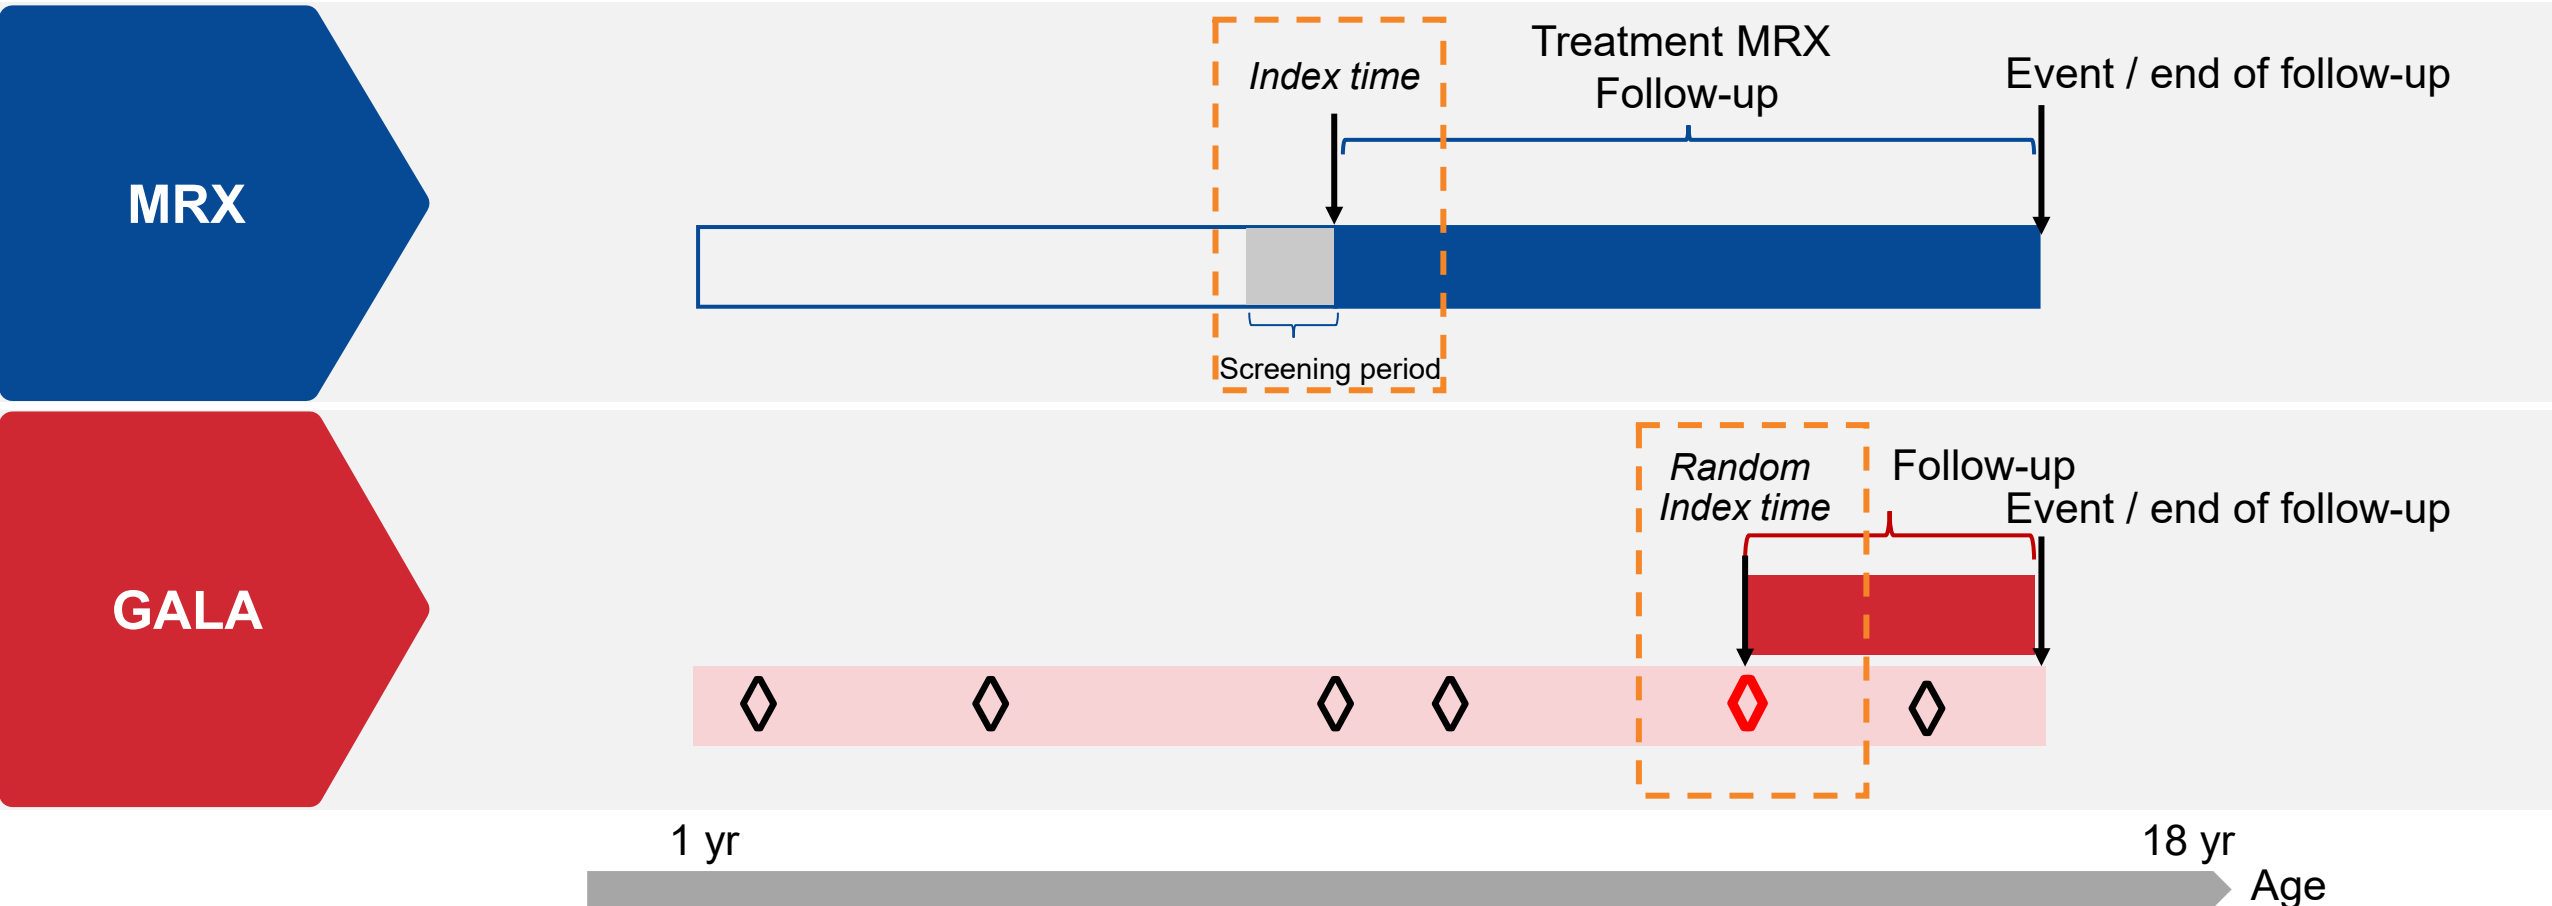 MRX
Index time
Treatment MRX
Follow-up
Event / end of follow-up
Screening period
GALA
Random
Index time
Follow-up
Event / end of follow-up
1 yr
18 yr
Age